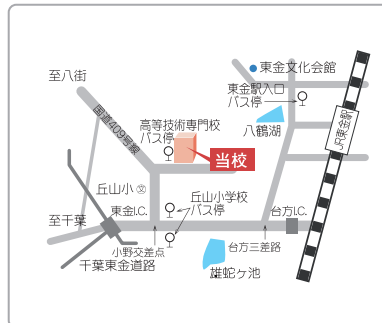 至八街
国道409号線
東金文化会館
東金駅入口
バス停
高等技術専門校
バス停
八鶴湖
JR東金駅
当校
丘山小 文
丘山小学校
バス停
東金I.C.
台方I.C.
至千葉
小野交差点
台方三差路
千葉東金道路
雄蛇ヶ池